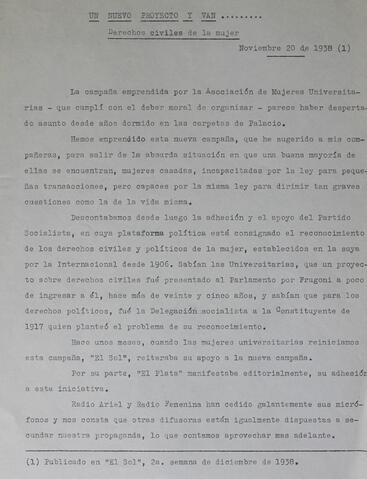 UN NUEVO PROYECTO Y VAN .........
Derechos civiles de la mujer
Noviembre 20 de 1938 (1)
La campaña emprendida por la Asociación de Mujeres Universita-
rias - que cumplí con el deber moral de organizar - parece haber desperta-
do asunto desde años dormido en las carpetas de Palacio.
Hemos emprendido esta nueva campaña, que he sugerido a mis com-
pañeras, para salir de la absurda situación en que una buena mayoría de
ellas se encuentran, mujeres casadas, incapacitadas por la ley para peque-
ñas transacciones, pero capaces por la misma ley para dirimir tan graves
cuestiones como la de la vida misma.
Descontabamos desde luego la adhesión y el apoyo del Partido
Socialista, en cuya plataforma política está consignado el reconocimiento
de los derechos civiles y políticos de la mujer, establecidos en la suya
por la Internacional desde 1906. Sabían las Universitarias, que un proyec-
to sobre derechos civiles fué presentado al Parlamento por Frugoni a poco
de ingresar a él, hace más de veinte y cinco años, y sabían que para los
derechos políticos, fué la Delegación socialista a la Constituyente de
1917 quien planteó el problema de su reconocimiento.
Hace unos meses, cuando las mujeres universitarias reiniciamos
esta campaña, "El Sol", reiteraba su apoyo a la nueva campaña.
Por su parte, "El Plata" manifestaba editorialmente, su adhesión
a esta iniciativa.
Radio Ariel y Radio Femenina han cedido galantemente sus micró-
fonos y nos consta que otras difusoras están igualmente dispuestas a se-
cundar nuestra propaganda, lo que contamos aprovechar mas adelante.
(1) Publicado en "El Sol", 2a. semana de diciembre de 1938.